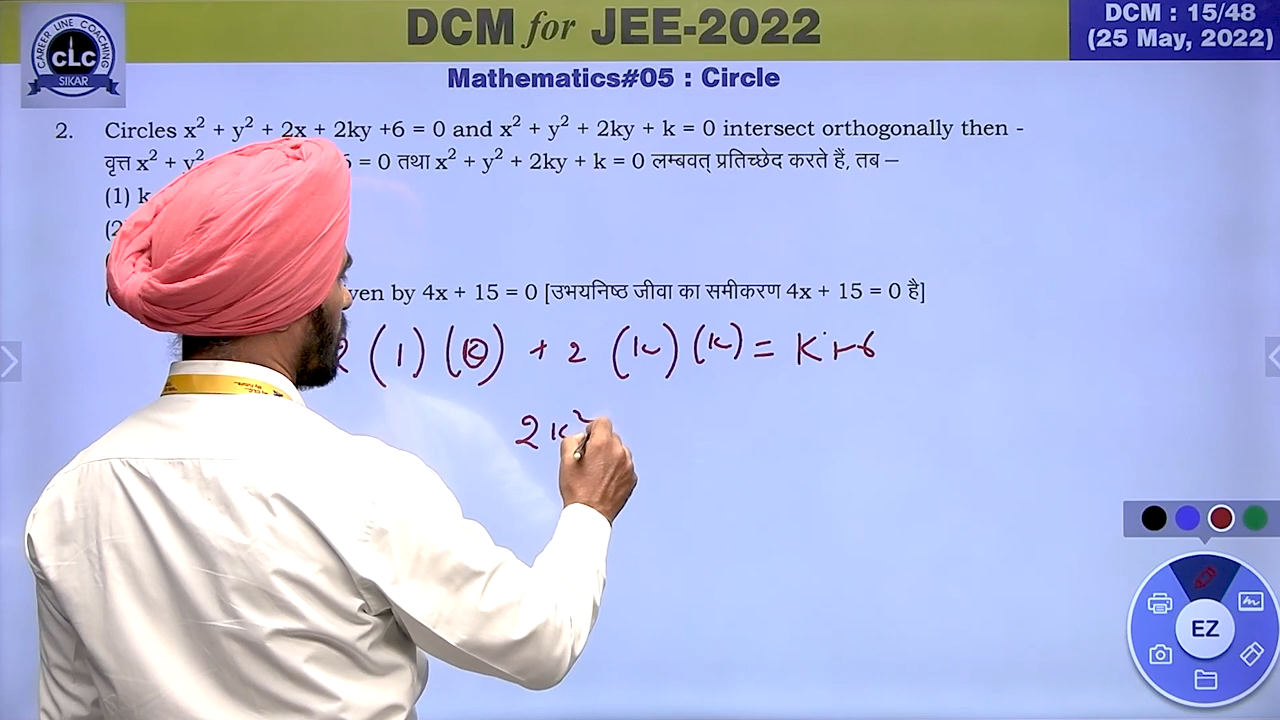 DCM for JEE-2022
DCM : 15/48
(25 May, 2022)
CAREER LINE COACHING
CLC
SIKAR
Mathematics#05 : Circle
2. Circles x² + y² + 2x + 2ky +6 = 0 and x² + y² + 2ky + k = 0 intersect orthogonally then -
वृत्त x² + y² = 0 तथा x² + y² + 2ky + k = 0 लम्बवत् प्रतिच्छेद करते हैं, तब –
(1) k
(2
ven by 4x + 15 = 0 [उभयनिष्ठ जीवा का समीकरण 4x + 15 = 0 है]
2 (1) (0) + 2 (k) (k) = k+6
2k²
EZ